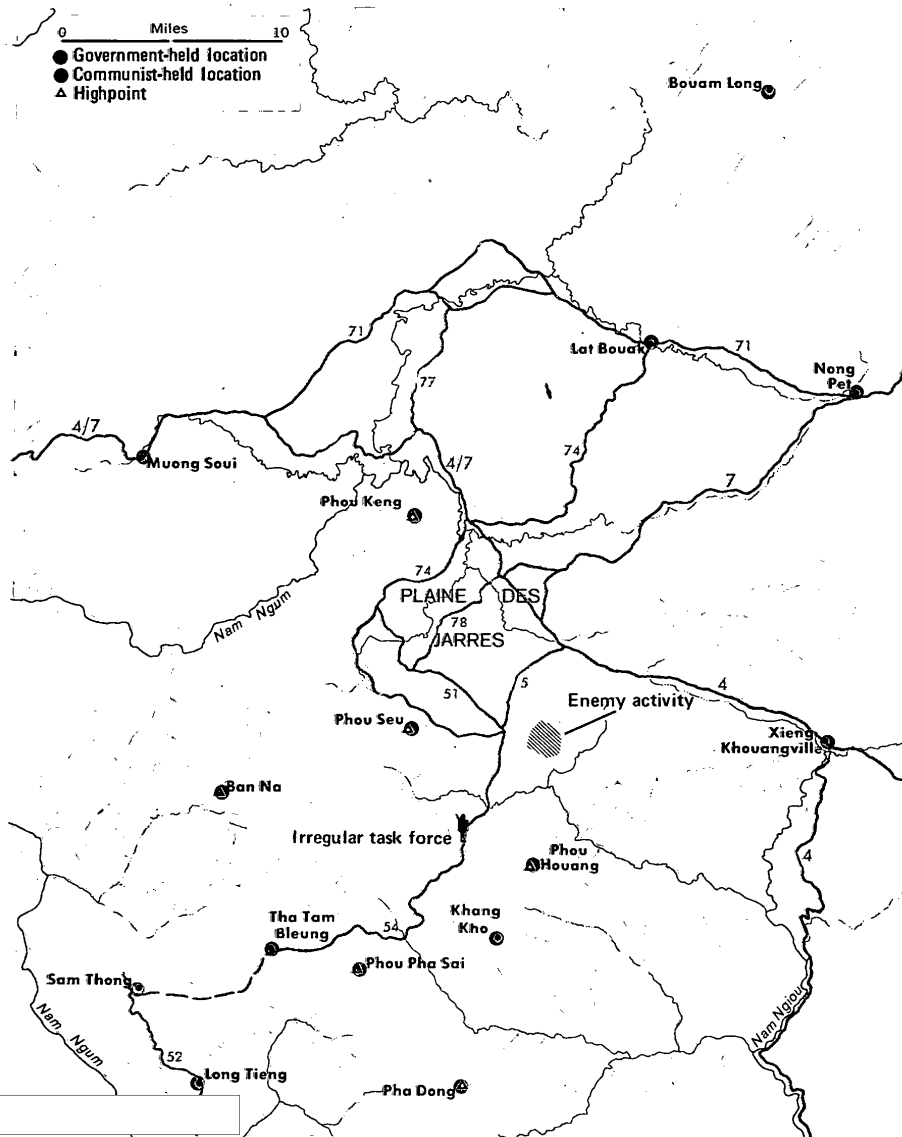 Miles
0 10
Government-held location
Communist-held location
Highpoint
Bouam Long
71
Lat Bouak
71
Nong
Pet
77
4/7
Muong Soui
4/7
74
7
Phou Keng
74
PLAINE DES
78
JARRES
Nam Ngum
51
5
4
Enemy activity
Phou Seu
Xieng
Khouangville
Ban Na
Irregular task force
Phou
Houang
4
Khang
Kho
Tha Tam
Bleung
54
Phou Pha Sai
Sam Thong
Nam Ngum
Nam Ngiou
52
Long Tieng
Pha Dong